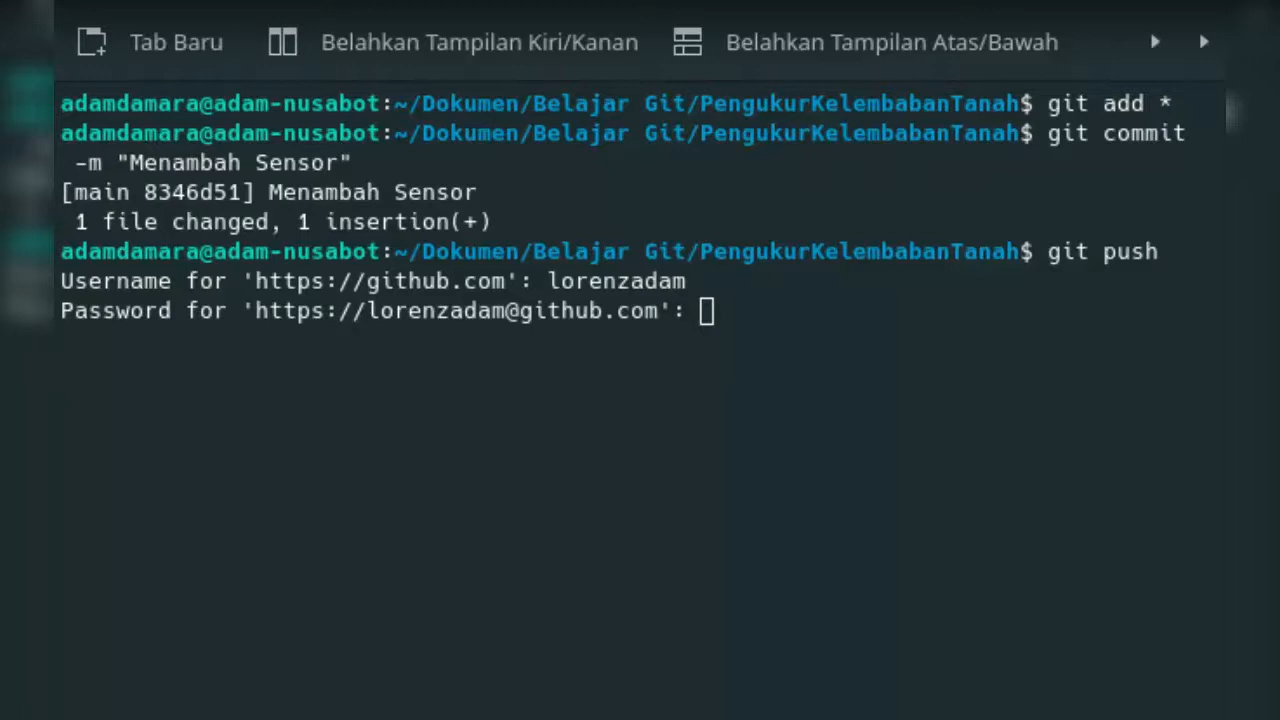 Tab Baru Belahkan Tampilan Kiri/Kanan Belahkan Tampilan Atas/Bawah
adamdamara@adam-nusabot:~/Dokumen/Belajar Git/PengukurKelembabanTanah$ git add *
adamdamara@adam-nusabot:~/Dokumen/Belajar Git/PengukurKelembabanTanah$ git commit
 -m "Menambah Sensor"
[main 8346d51] Menambah Sensor
 1 file changed, 1 insertion(+)
adamdamara@adam-nusabot:~/Dokumen/Belajar Git/PengukurKelembabanTanah$ git push
Username for 'https://github.com': lorenzadam
Password for 'https://lorenzadam@github.com':